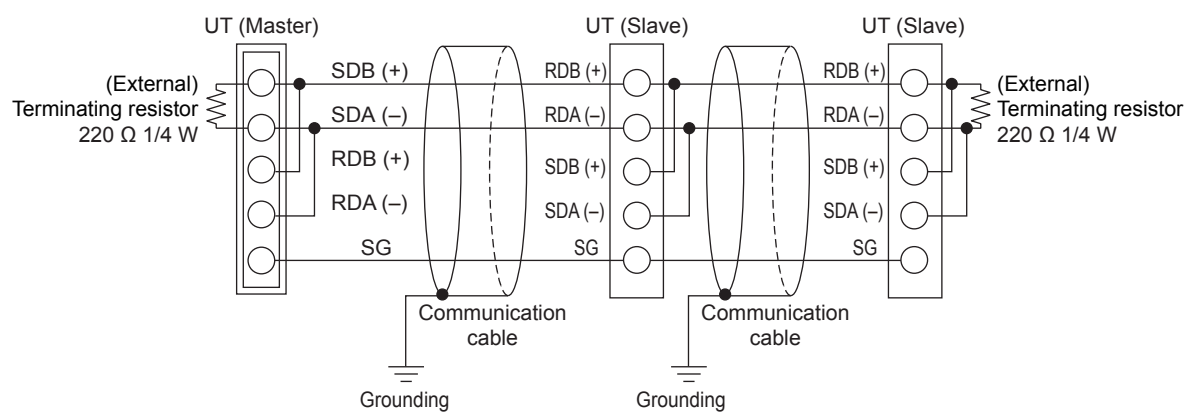 UT (Master)
UT (Slave)
UT (Slave)
(External)
Terminating resistor
220 Ω 1/4 W
SDB (+)
SDA (–)
RDB (+)
RDA (–)
SG
RDB (+)
RDA (–)
SDB (+)
SDA (–)
SG
RDB (+)
RDA (–)
SDB (+)
SDA (–)
SG
(External)
Terminating resistor
220 Ω 1/4 W
Communication
cable
Communication
cable
Grounding
Grounding